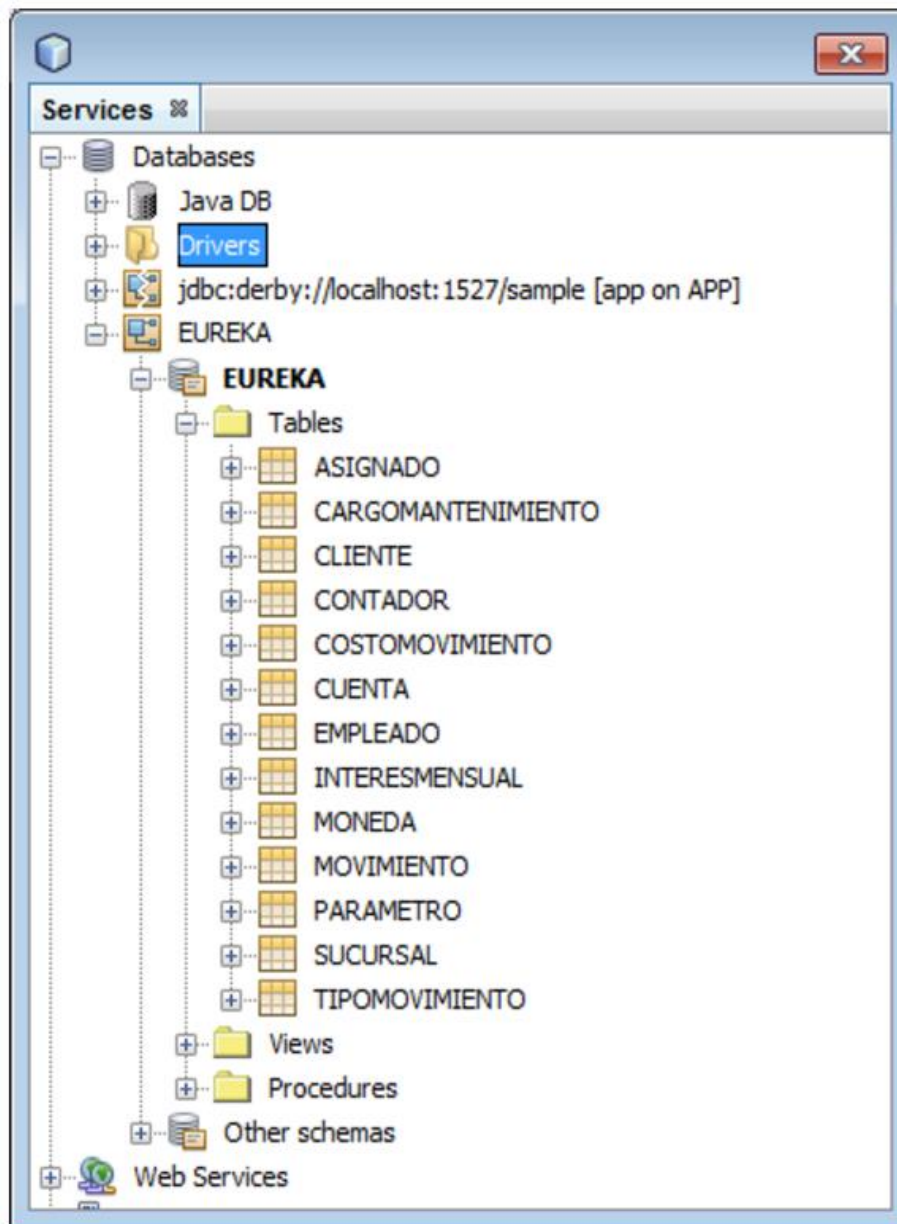 Services
Databases
Java DB
Drivers
jdbc:derby://localhost:1527/sample [app on APP]
EUREKA
EUREKA
Tables
ASIGNADO
CARGOMANTENIMIENTO
CLIENTE
CONTADOR
COSTOMOVIMIENTO
CUENTA
EMPLEADO
INTERESMENSUAL
MONEDA
MOVIMIENTO
PARAMETRO
SUCURSAL
TIPOMOVIMIENTO
Views
Procedures
Other schemas
Web Services